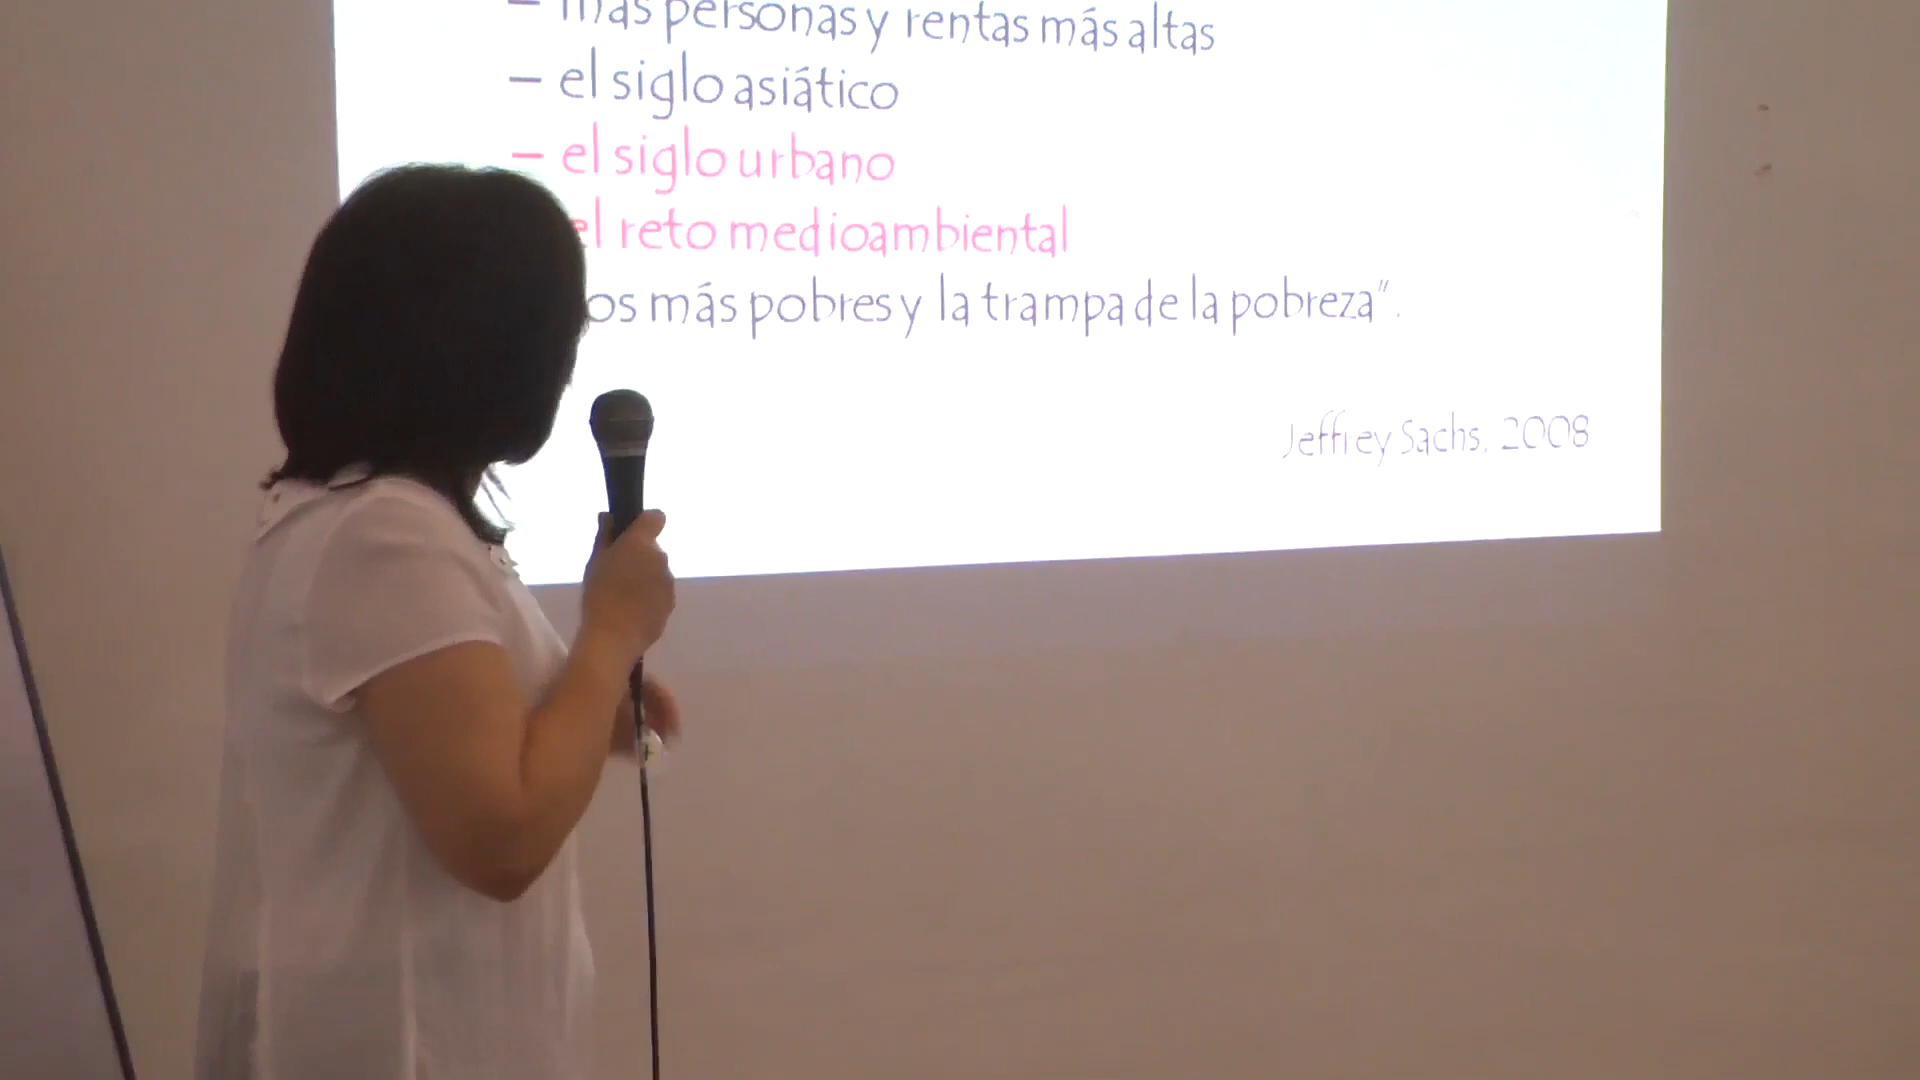 – más personas y rentas más altas
– el siglo asiático
– el siglo urbano
el reto medioambiental
más pobres y la trampa de la pobreza”.
Jeffrey Sachs, 2008